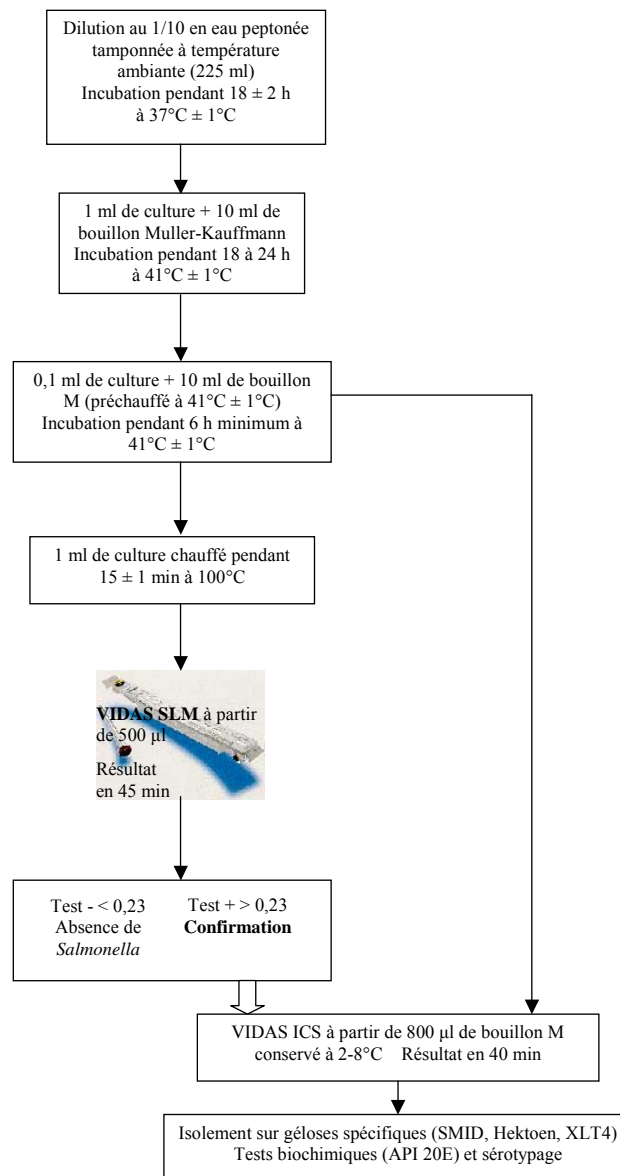 Dilution au 1/10 en eau peptonée
tamponnée à température
ambiante (225 ml)
Incubation pendant 18 ± 2 h
à 37°C ± 1°C
1 ml de culture + 10 ml de
bouillon Muller-Kauffmann
Incubation pendant 18 à 24 h
à 41°C ± 1°C
0,1 ml de culture + 10 ml de bouillon
M (préchauffé à 41°C ± 1°C)
Incubation pendant 6 h minimum à
41°C ± 1°C
1 ml de culture chauffé pendant
15 ± 1 min à 100°C
VIDAS SLM à partir
de 500 µl
Résultat
en 45 min
Test - < 0,23 Test + > 0,23
Absence de Confirmation
Salmonella
VIDAS ICS à partir de 800 µl de bouillon M
conservé à 2-8°C Résultat en 40 min
Isolement sur géloses spécifiques (SMID, Hektoen, XLT4)
Tests biochimiques (API 20E) et sérotypage